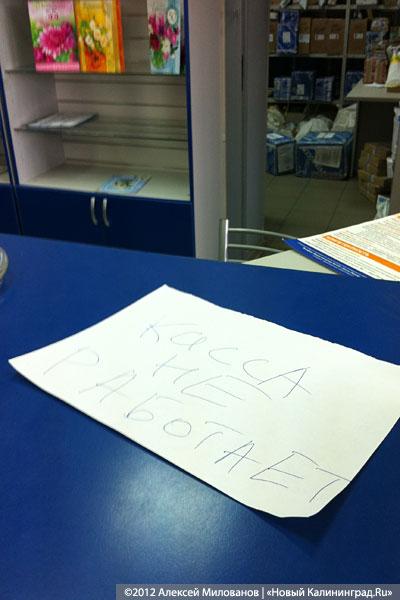 КАССА
НЕ
РАБОТАЕТ
©2012 Алексей Милованов | «Новый Калининград.Ru»